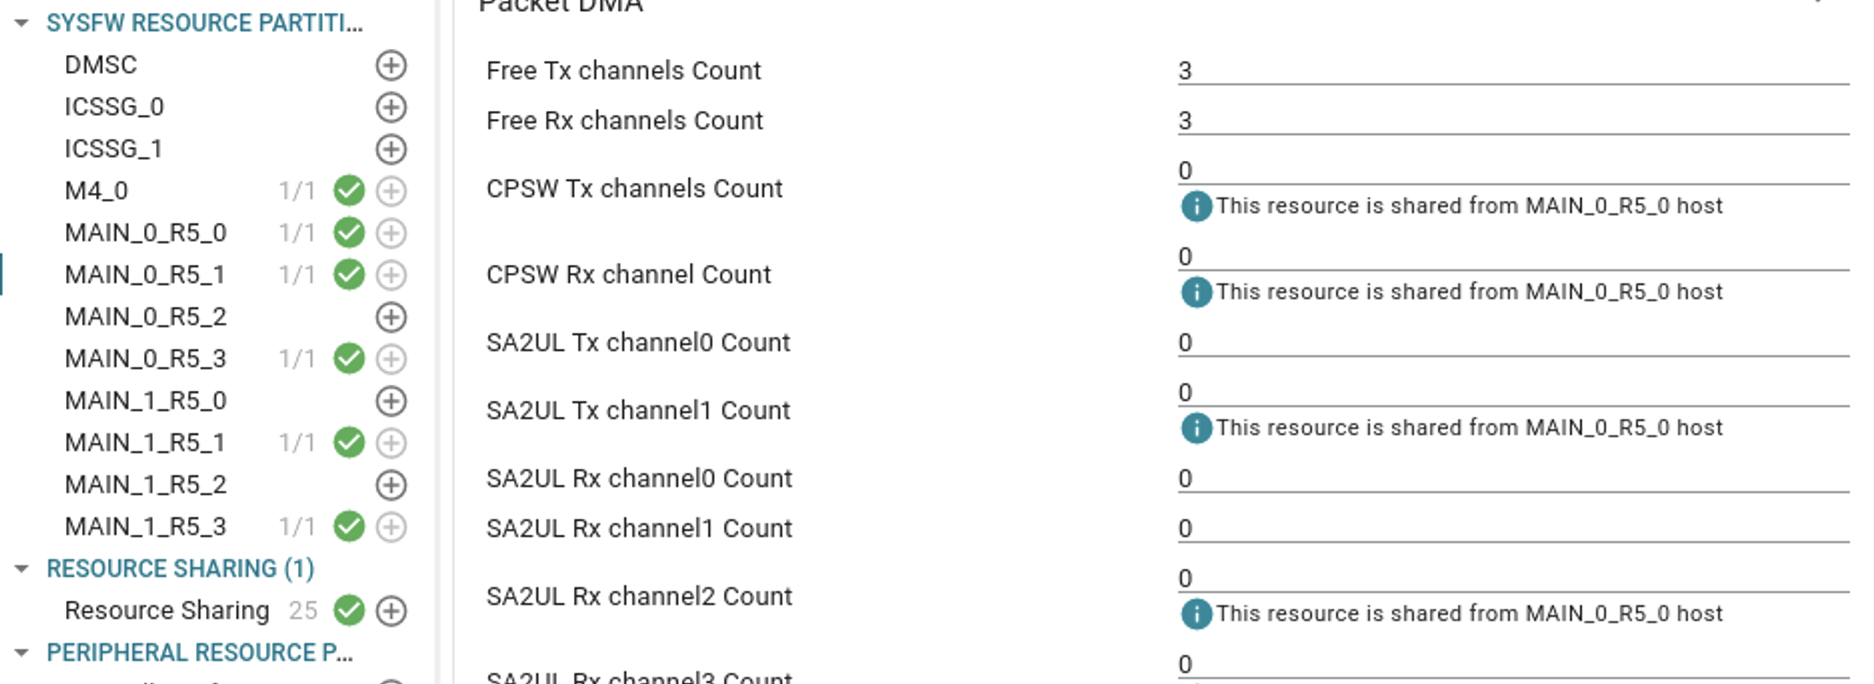 SYSFW RESOURCE PARTITI...
DMSC
ICSSG_0
ICSSG_1
M4_0 1/1
MAIN_0_R5_0 1/1
MAIN_0_R5_1 1/1
MAIN_0_R5_2
MAIN_0_R5_3 1/1
MAIN_1_R5_0
MAIN_1_R5_1 1/1
MAIN_1_R5_2
MAIN_1_R5_3 1/1
RESOURCE SHARING (1)
Resource Sharing 25
PERIPHERAL RESOURCE P...
Packet DMA
Free Tx channels Count 3
Free Rx channels Count 3
CPSW Tx channels Count 0
This resource is shared from MAIN_0_R5_0 host
CPSW Rx channel Count 0
This resource is shared from MAIN_0_R5_0 host
SA2UL Tx channel0 Count 0
SA2UL Tx channel1 Count 0
This resource is shared from MAIN_0_R5_0 host
SA2UL Rx channel0 Count 0
SA2UL Rx channel1 Count 0
SA2UL Rx channel2 Count 0
This resource is shared from MAIN_0_R5_0 host
SA2UL Rx channel3 Count 0